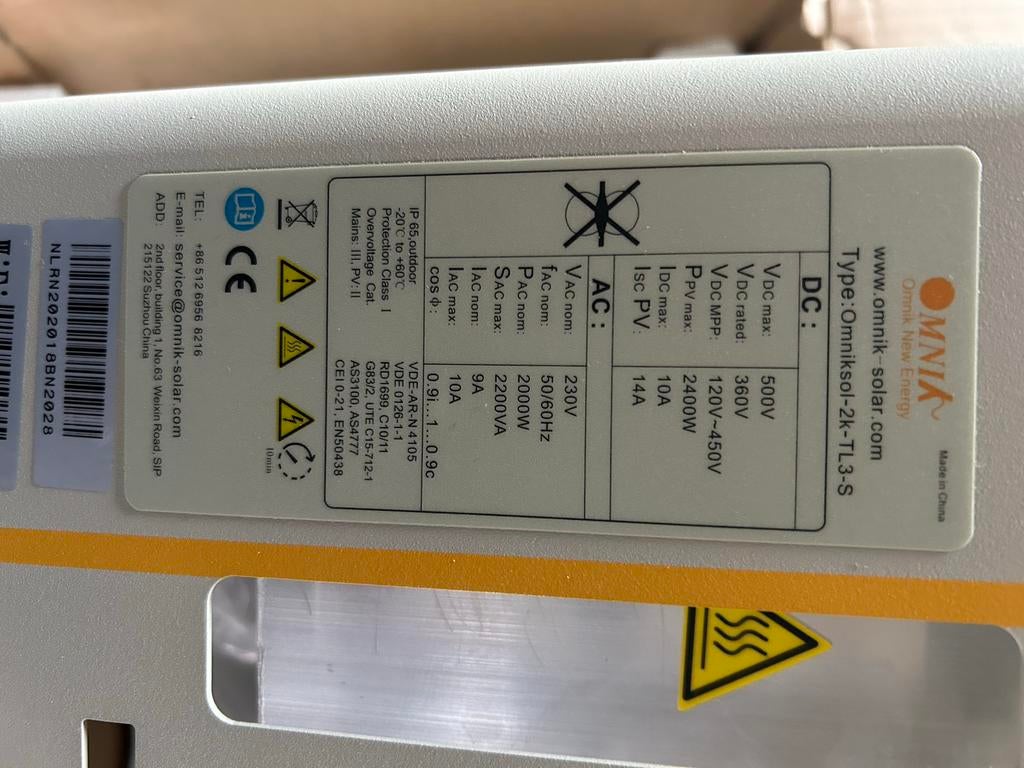 OMNIK
Omnik New Energy
Made in China
www.omnik-solar.com
Type:Omniksol-2k-TL3-S
DC:
VDC max: 500V
VDC rated: 360V
VDC MPP: 120V~450V
PPV max: 2400W
IDC max: 10A
ISC PV: 14A
AC:
VAC nom: 230V
fAC nom: 50/60Hz
PAC nom: 2000W
SAC max: 2200VA
IAC nom: 9A
IAC max: 10A
cos ϕ: 0.9i...1...0.9c
IP65,outdoor
-20℃ to +60℃
Protection Class I
Overvoltage Cat.
Mains: III, PV: II
VDE-AR-N 4105
VDE 0126-1-1
RD1699, C10/11
G83/2, UTE C15-712-1
AS3100, AS4777
CEI 0-21, EN50438
10min
CE
TEL: +86 512 6956 8216
E-mail: service@omnik-solar.com
ADD: 2nd floor, building 1, No.63 Weixin Road, SIP
215122 Suzhou China
NLRN202018BN2028